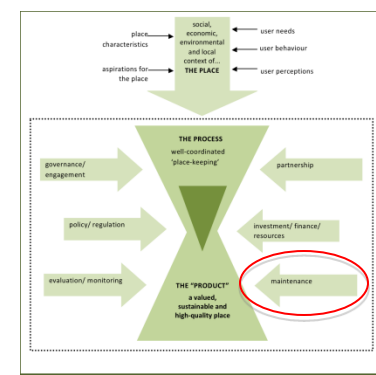 social,
economic,
environmental
and local
context of...
THE PLACE
place
characteristics
aspirations for
the place
user needs
user behaviour
user perceptions
THE PROCESS
well-coordinated
'place-keeping'
governance/
engagement
partnership
policy/ regulation
investment/ finance/
resources
evaluation/ monitoring
maintenance
THE "PRODUCT"
a valued,
sustainable and
high-quality place